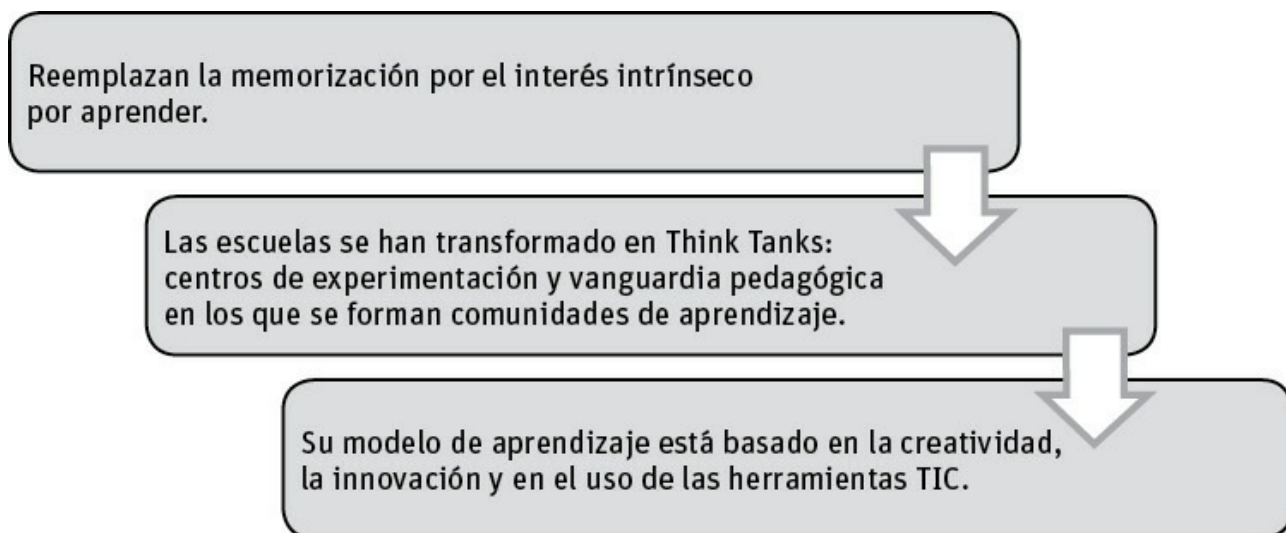 Reemplazan la memorización por el interés intrínseco
por aprender.
Las escuelas se han transformado en Think Tanks:
centros de experimentación y vanguardia pedagógica
en los que se forman comunidades de aprendizaje.
Su modelo de aprendizaje está basado en la creatividad,
la innovación y en el uso de las herramientas TIC.